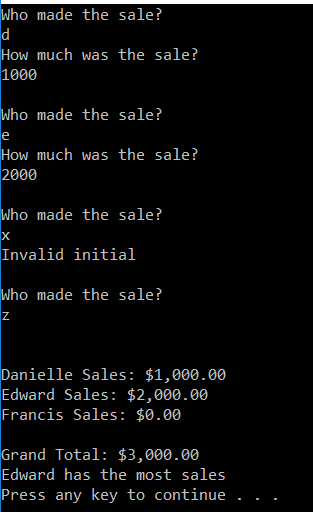 Who made the sale?
d
How much was the sale?
1000
Who made the sale?
e
How much was the sale?
2000
Who made the sale?
x
Invalid initial
Who made the sale?
z
Danielle Sales: $1,000.00
Edward Sales: $2,000.00
Francis Sales: $0.00
Grand Total: $3,000.00
Edward has the most sales
Press any key to continue . . .